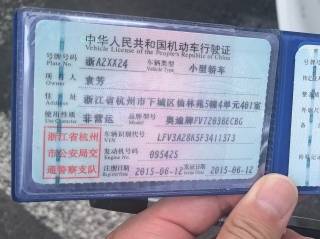 中华人民共和国机动车行驶证
Vehicle License of the People's Republic of China
号牌号码 浙AZXX24 车辆类型 小型轿车
Plate No. Vehicle Type
所有人 袁芳
Owner
住址 浙江省杭州市下城区 林苑5幢4单元401室
Address
使用性质 非营运 品牌型号 奥迪牌FV7203BECBG
Use Character Model
浙江省杭州市公安局交通警察支队
车辆识别代号 LFV3A28K5F3411373
VIN
发动机号码 095425
Engine No.
注册日期 2015-06-12 发证日期 2015-06-12
Register Date Issue Date